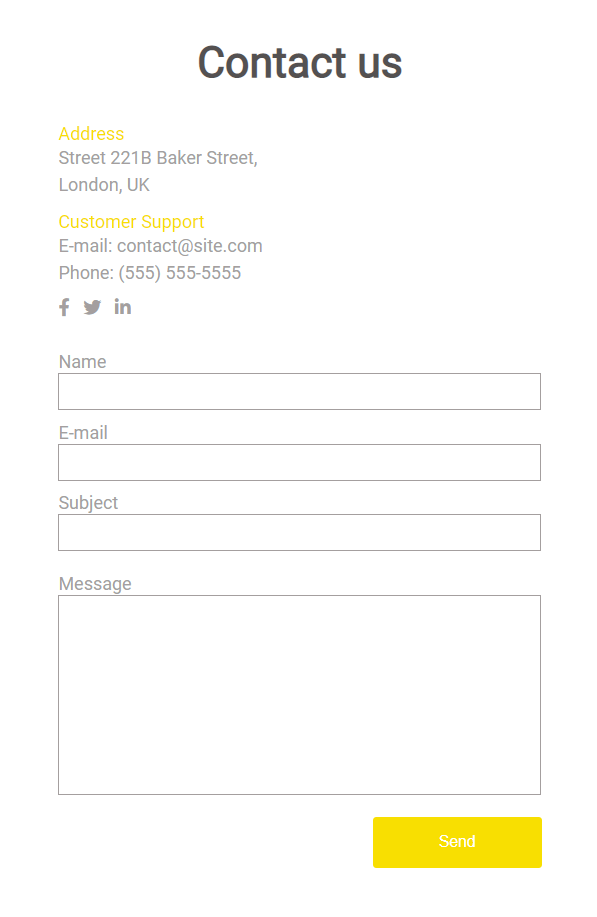 Contact us
Address
Street 221B Baker Street,
London, UK
Customer Support
E-mail: contact@site.com
Phone: (555) 555-5555
Name
E-mail
Subject
Message
Send